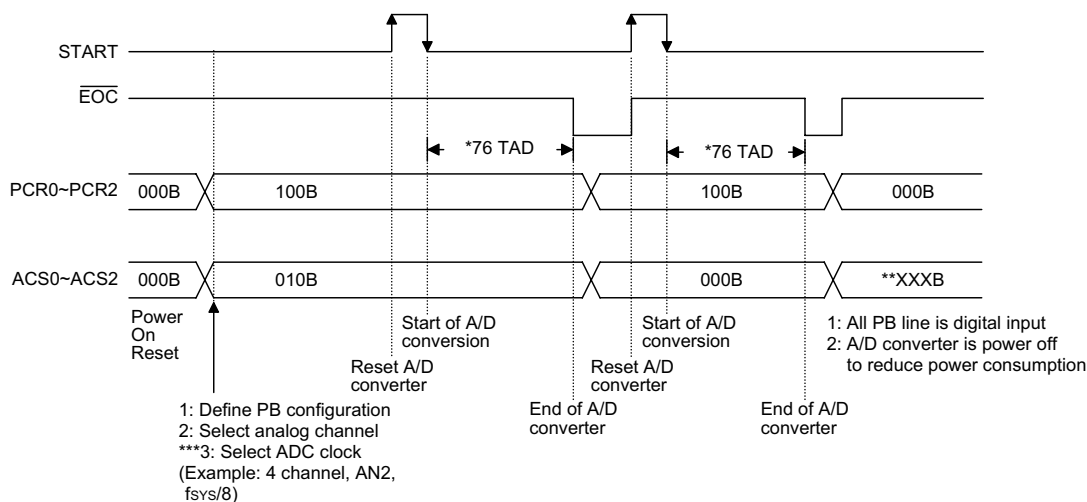 START
EOC
*76 TAD
*76 TAD
PCR0~PCR2
000B
100B
100B
000B
ACS0~ACS2
000B
010B
000B
**XXXB
Power
On
Reset
Start of A/D
conversion
Start of A/D
conversion
1: All PB line is digital input
2: A/D converter is power off
to reduce power consumption
Reset A/D
converter
Reset A/D
converter
1: Define PB configuration
2: Select analog channel
***3: Select ADC clock
(Example: 4 channel, AN2,
fSYS/8)
End of A/D
converter
End of A/D
converter